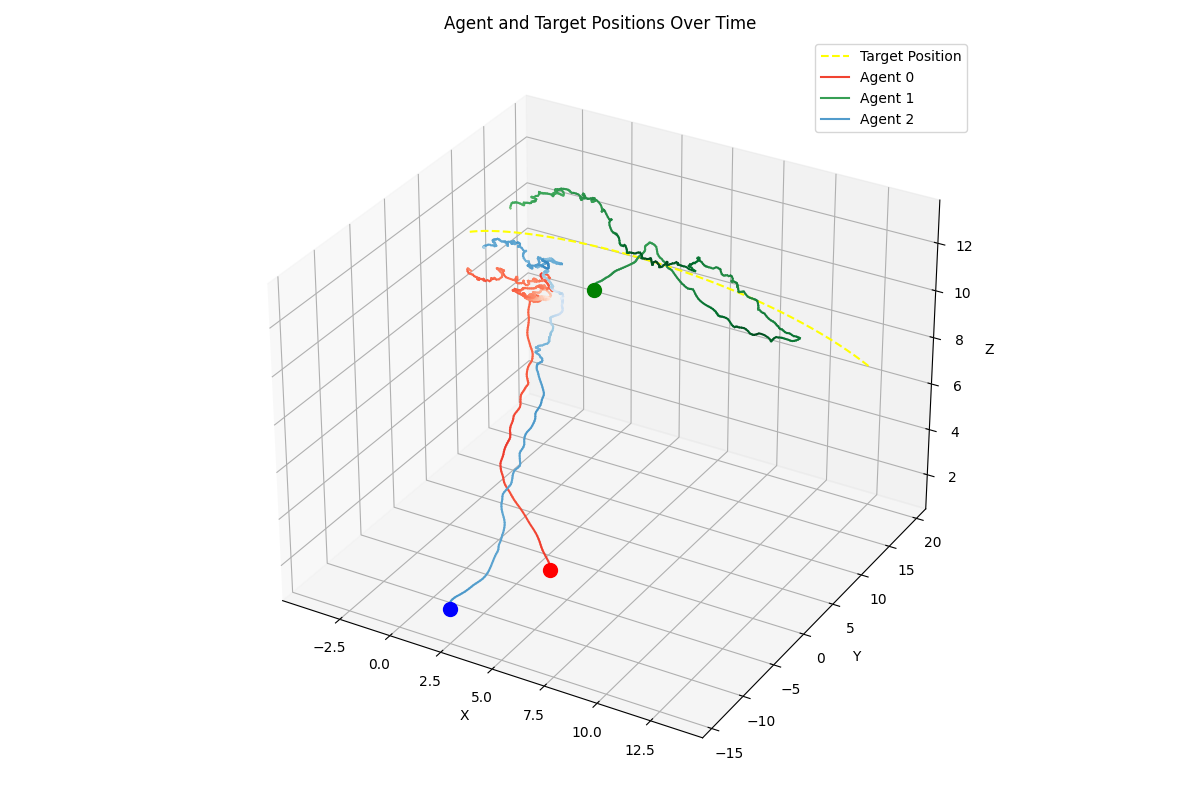 Agent and Target Positions Over Time
Target Position
Agent 0
Agent 1
Agent 2
12
10
8
6
4
2
Z
20
15
10
5
0
−5
−10
−15
Y
−2.5
0.0
2.5
5.0
7.5
10.0
12.5
X